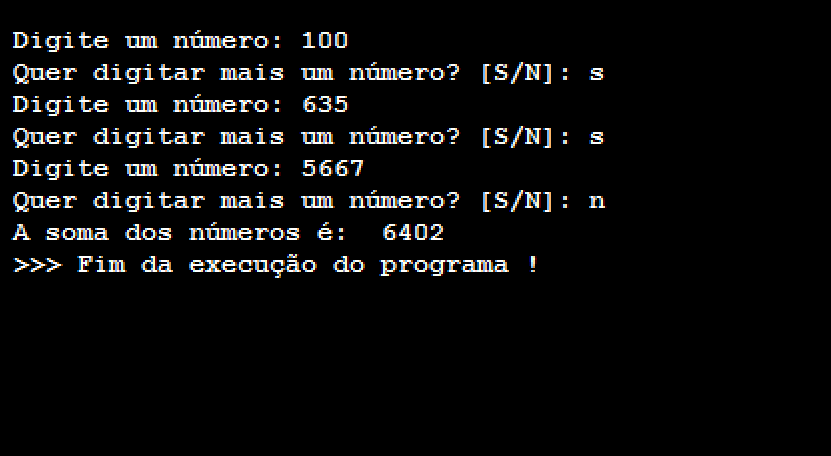 Digite um número: 100
Quer digitar mais um número? [S/N]: s
Digite um número: 635
Quer digitar mais um número? [S/N]: s
Digite um número: 5667
Quer digitar mais um número? [S/N]: n
A soma dos números é:  6402
>>> Fim da execução do programa !